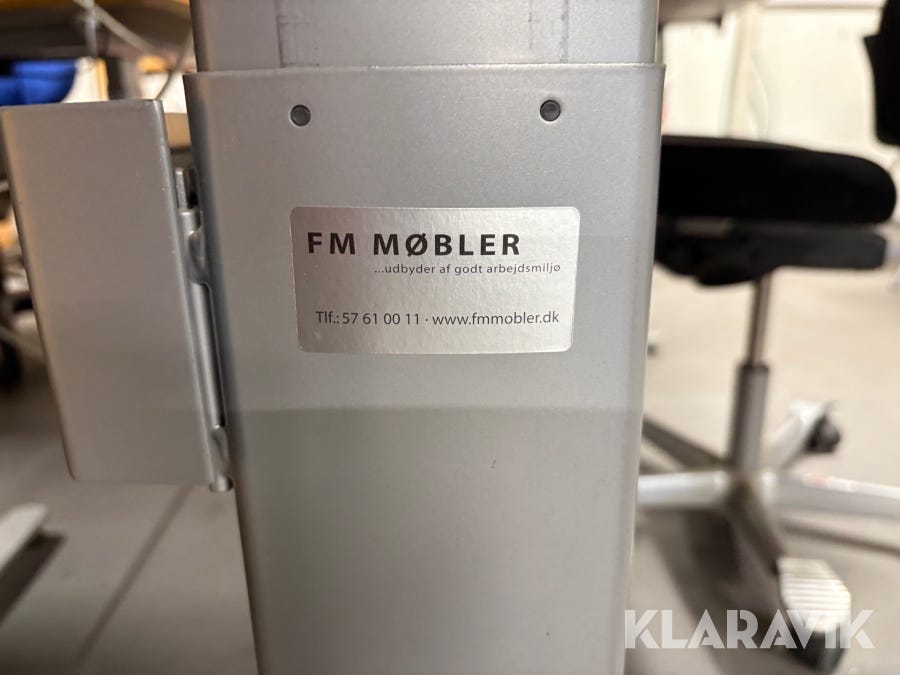 FM MØBLER
...udbyder af godt arbejdsmiljø
Tlf.: 57 61 00 11 · www.fmmobler.dk
KLARAVIK